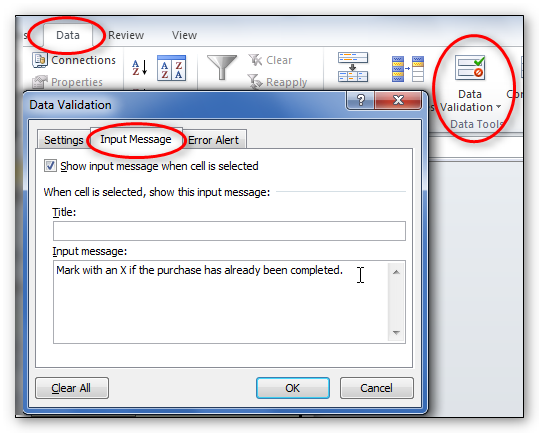 s Data Review View
Connections Clear
Properties Reapply
Data
Validation
Data Tools
Data Validation
Settings Input Message Error Alert
Show input message when cell is selected
When cell is selected, show this input message:
Title:
Input message:
Mark with an X if the purchase has already been completed.
Clear All OK Cancel